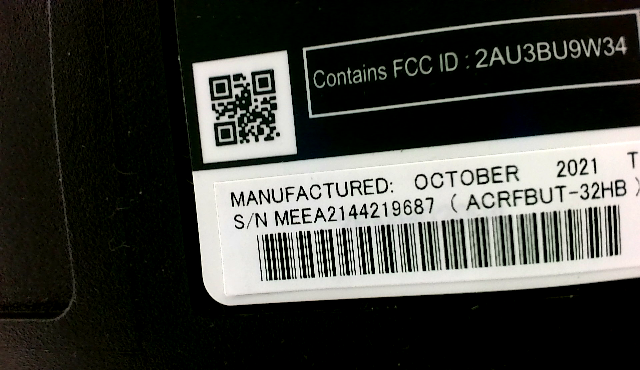 Contains FCC ID : 2AU3BU9W34
MANUFACTURED: OCTOBER 2021 T
S/N MEEA2144219687 ( ACRFBUT-32HB )